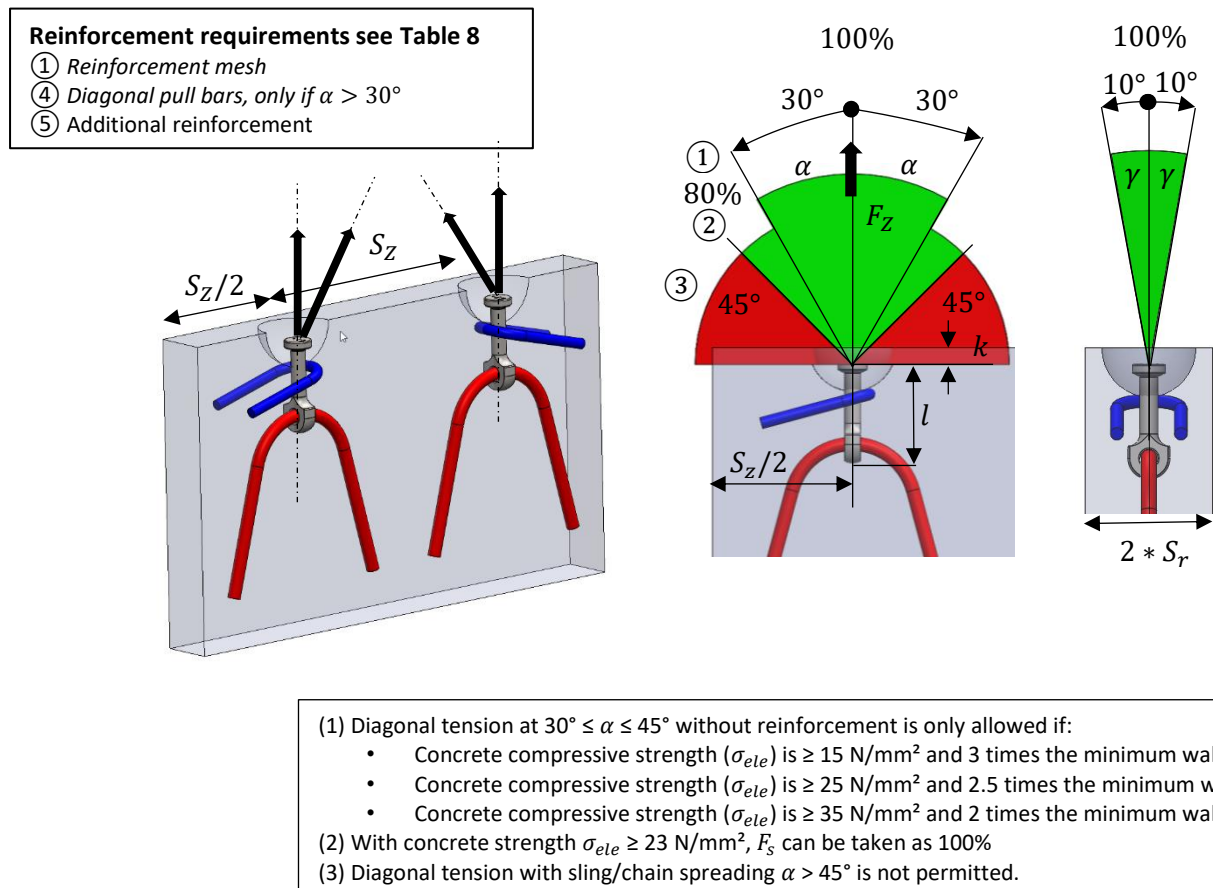 Reinforcement requirements see Table 8
① Reinforcement mesh
④ Diagonal pull bars, only if α > 30°
⑤ Additional reinforcement
S_Z
S_Z/2
100%
30° 30°
①
α α
80%
②
F_Z
③
45° 45°
k
l
S_z/2
100%
10° 10°
γ γ
2 * S_r
(1) Diagonal tension at 30° ≤ α ≤ 45° without reinforcement is only allowed if:
• Concrete compressive strength (σ_ele) is ≥ 15 N/mm² and 3 times the minimum
• Concrete compressive strength (σ_ele) is ≥ 25 N/mm² and 2.5 times the minimum
• Concrete compressive strength (σ_ele) is ≥ 35 N/mm² and 2 times the minimum
(2) With concrete strength σ_ele ≥ 23 N/mm², F_s can be taken as 100%
(3) Diagonal tension with sling/chain spreading α > 45° is not permitted.